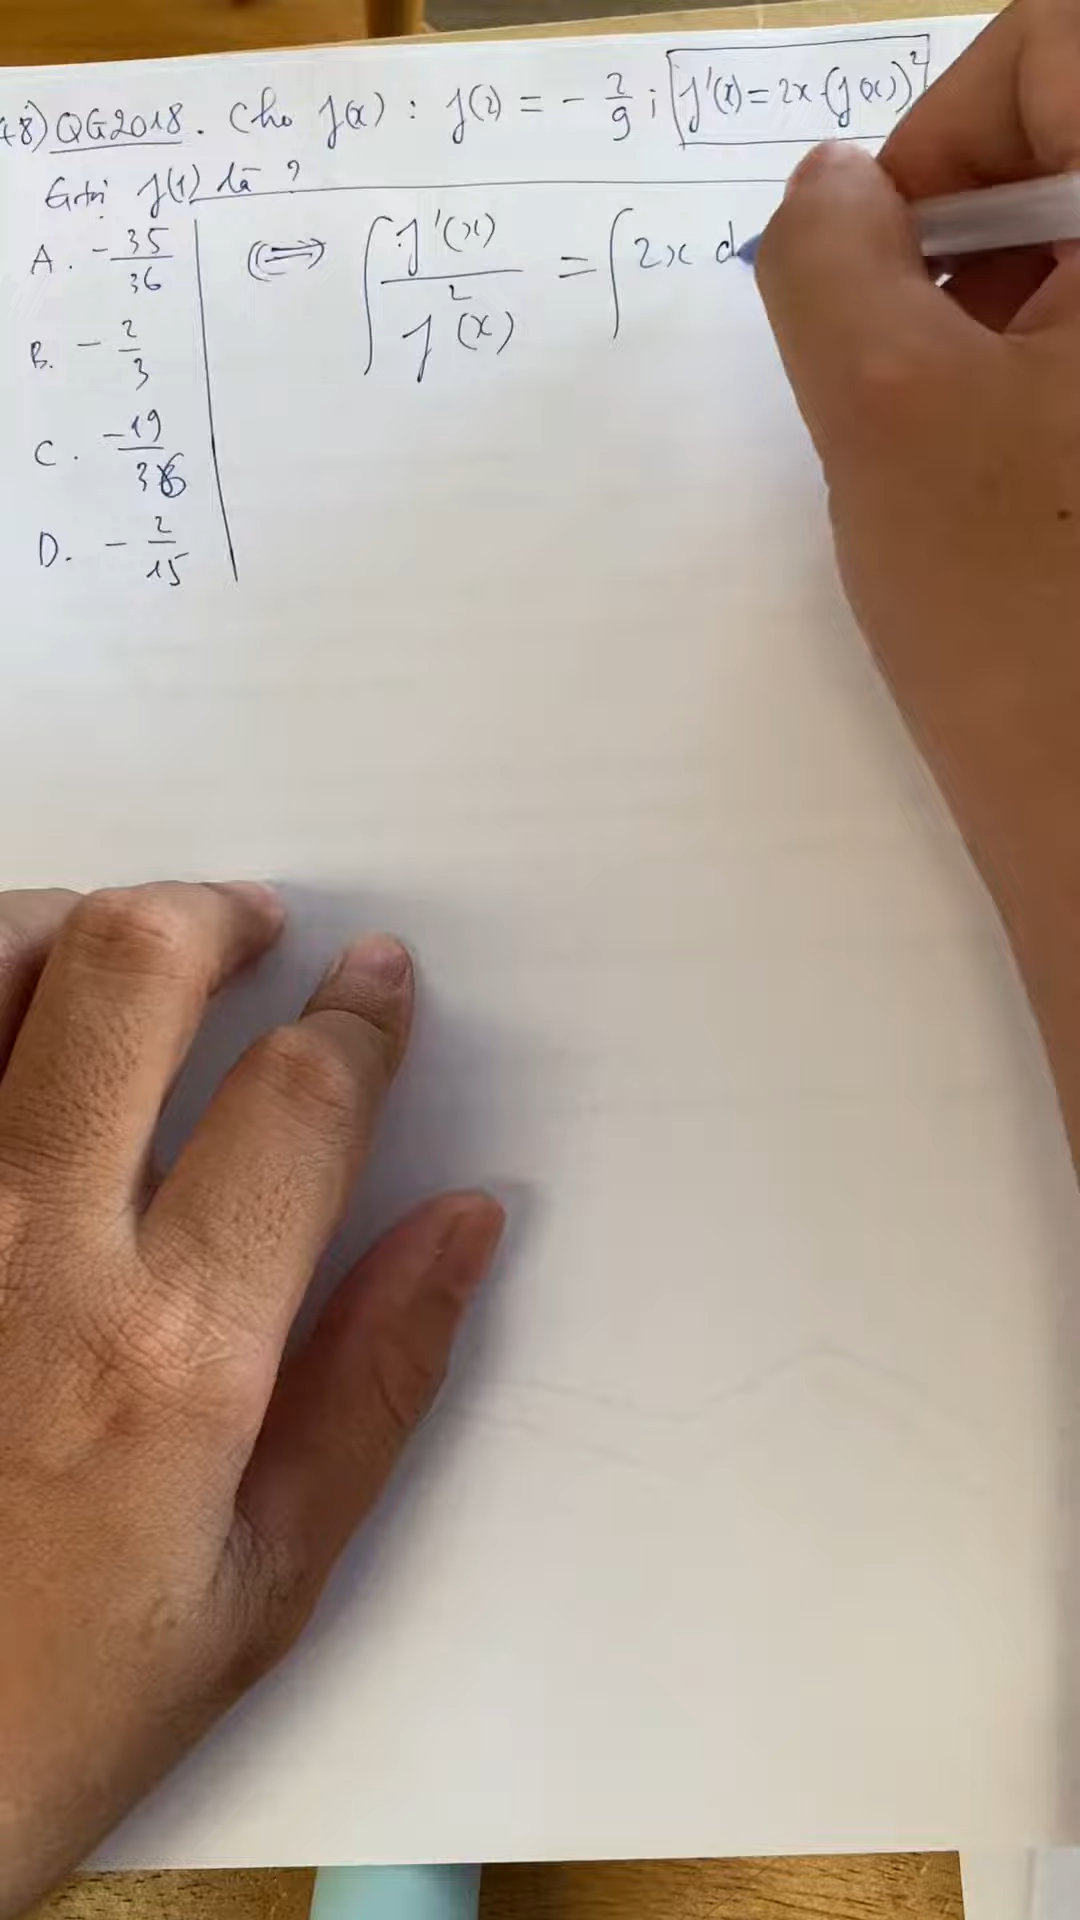 48) QG2018. Cho f(x) : f(2) = - 2/9 ; f'(x) = 2x.(f(x))²
Gtrị f(1) là ?
A. - 35/36
B. - 2/3
C. -19/36
D. - 2/15
(⟺) ∫ f'(x)/f²(x) = ∫ 2x d